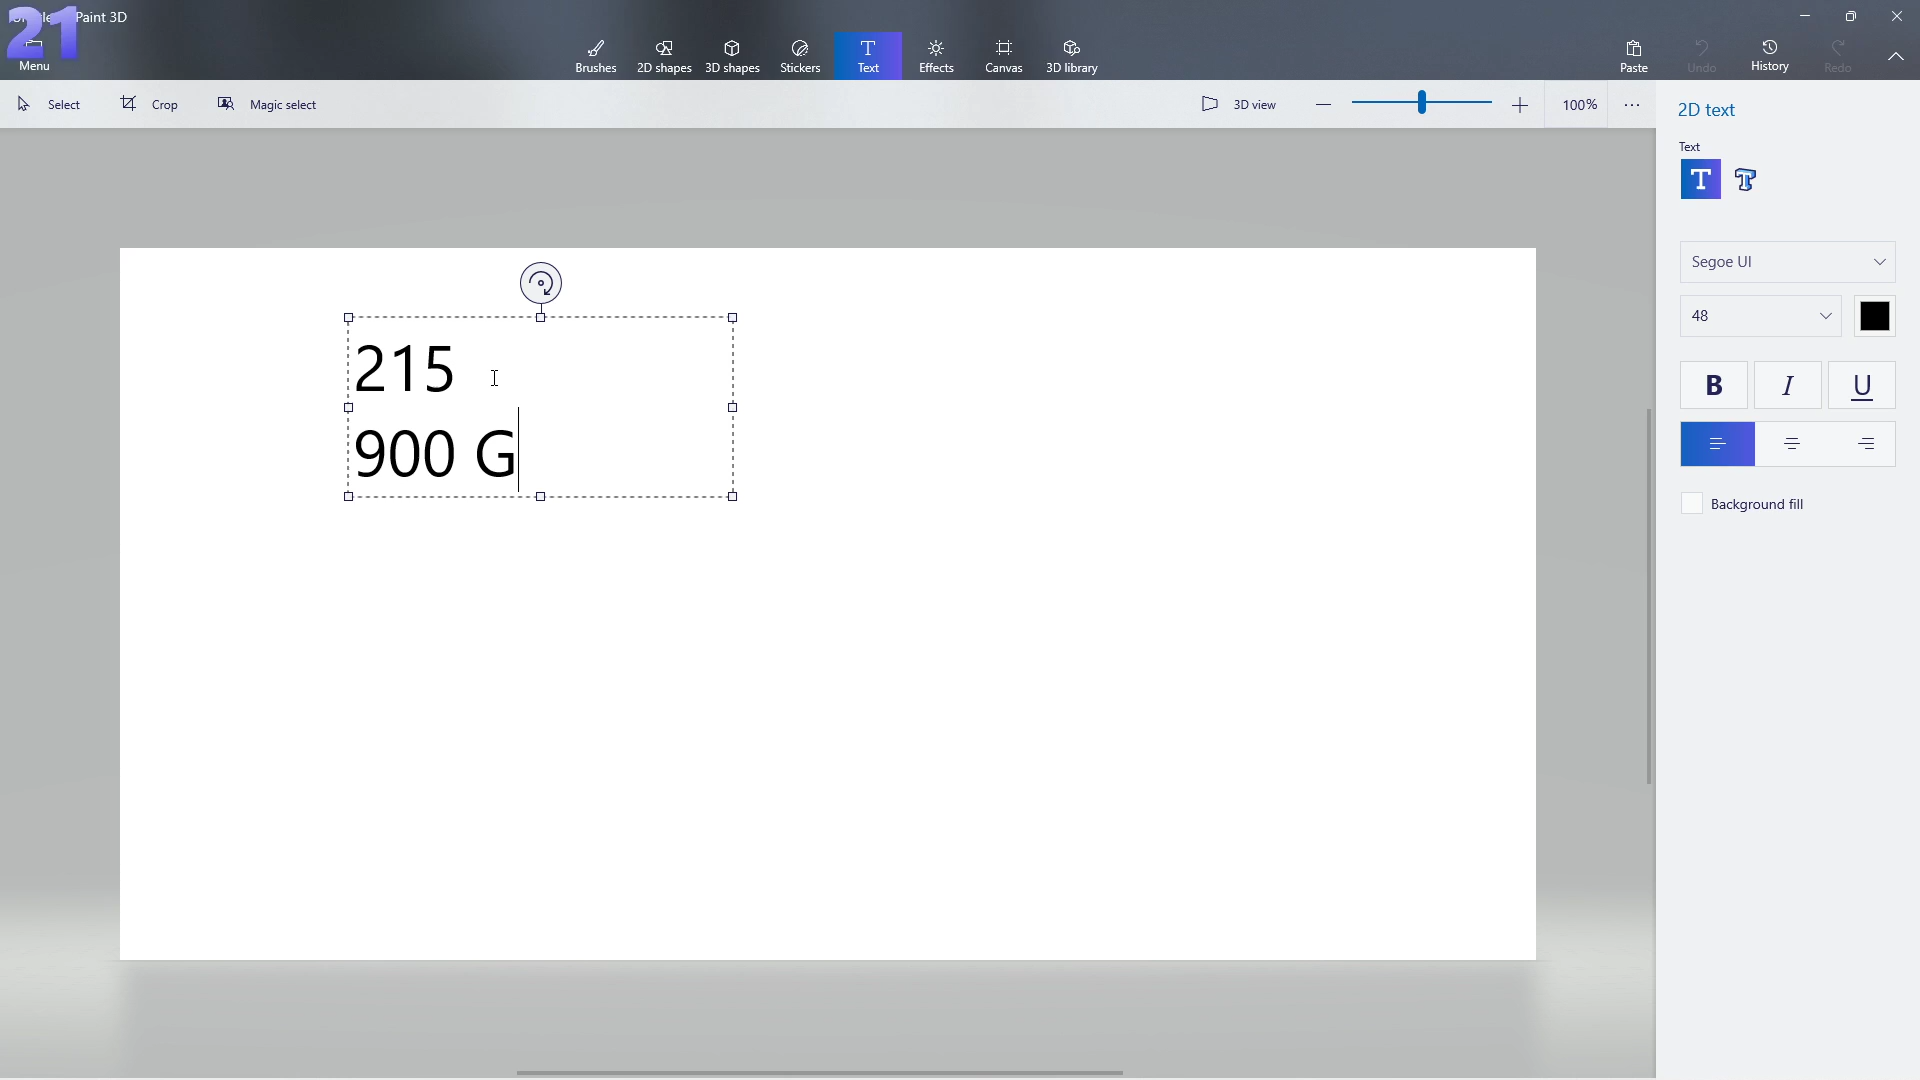 Paint 3D
21
Menu
Brushes
2D shapes
3D shapes
Stickers
Text
Effects
Canvas
3D library
Paste
Undo
History
Redo
Select
Crop
Magic select
3D view
100%
2D text
Text
Segoe UI
48
B
I
U
Background fill
215
900 G